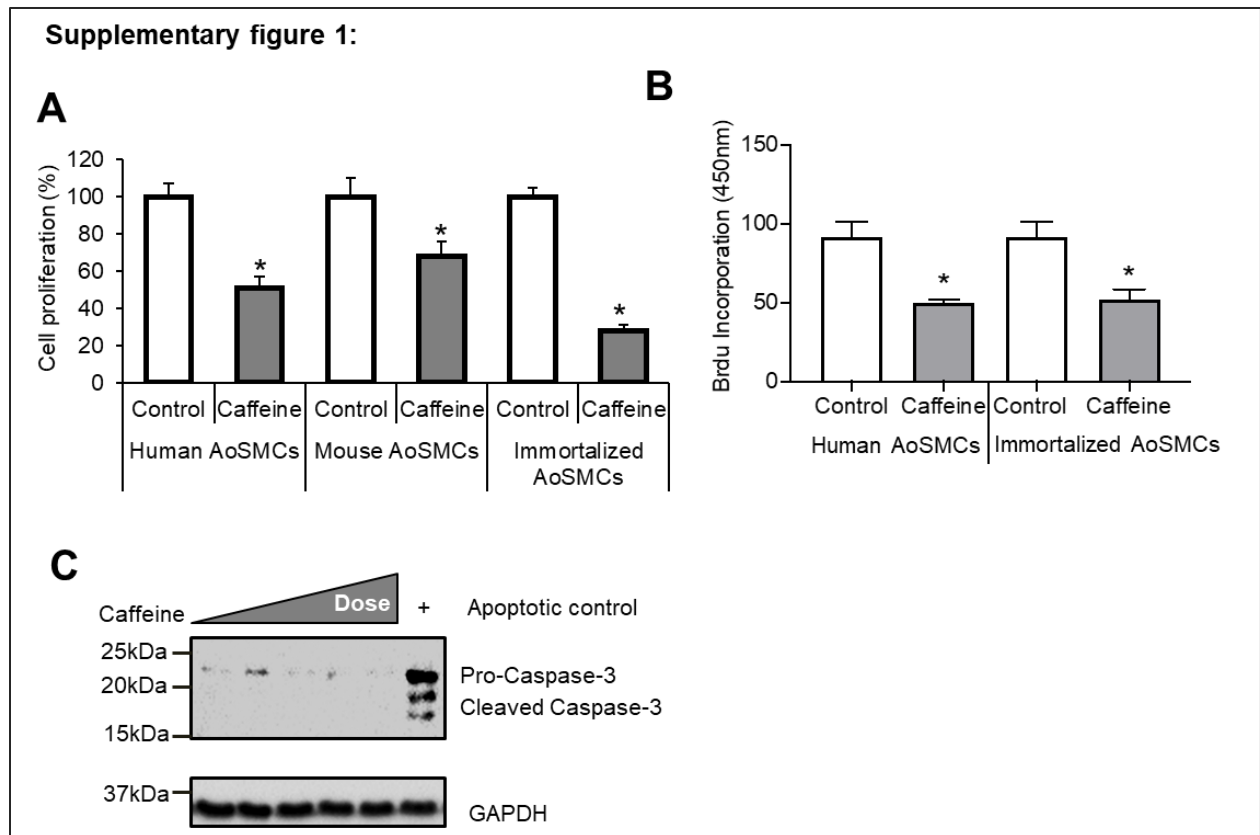 Supplementary figure 1:
A
Cell proliferation (%)
120
100
80
60
40
20
0
*
*
*
Control Caffeine Control Caffeine Control Caffeine
Human AoSMCs Mouse AoSMCs Immortalized
AoSMCs
B
Brdu Incorporation (450nm)
150
100
50
0
*
*
Control Caffeine Control Caffeine
Human AoSMCs Immortalized AoSMCs
C
Caffeine Dose + Apoptotic control
25kDa
20kDa
15kDa
Pro-Caspase-3
Cleaved Caspase-3
37kDa
GAPDH